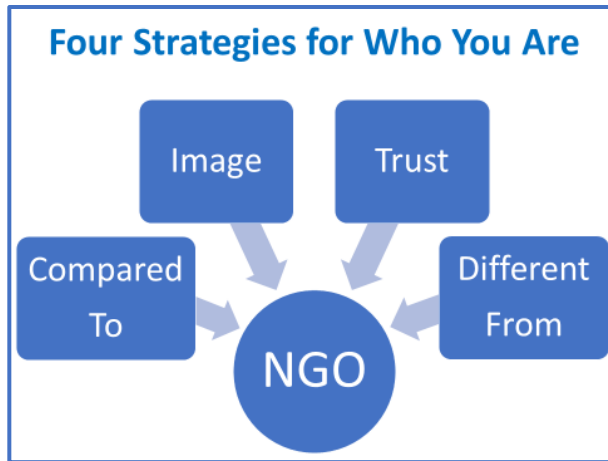 Four Strategies for Who You Are
Image
Trust
Compared
To
Different
From
NGO